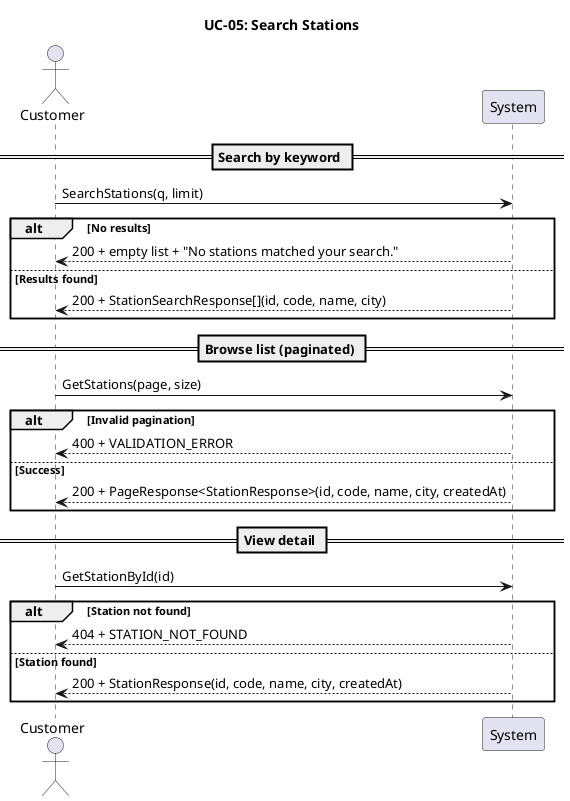 UC-05: Search Stations
Customer
System
Search by keyword
SearchStations(q, limit)
alt [No results]
200 + empty list + "No stations matched your search."
[Results found]
200 + StationSearchResponse[](id, code, name, city)
Browse list (paginated)
GetStations(page, size)
alt [Invalid pagination]
400 + VALIDATION_ERROR
[Success]
200 + PageResponse<StationResponse>(id, code, name, city, createdAt)
View detail
GetStationById(id)
alt [Station not found]
404 + STATION_NOT_FOUND
[Station found]
200 + StationResponse(id, code, name, city, createdAt)
Customer
System